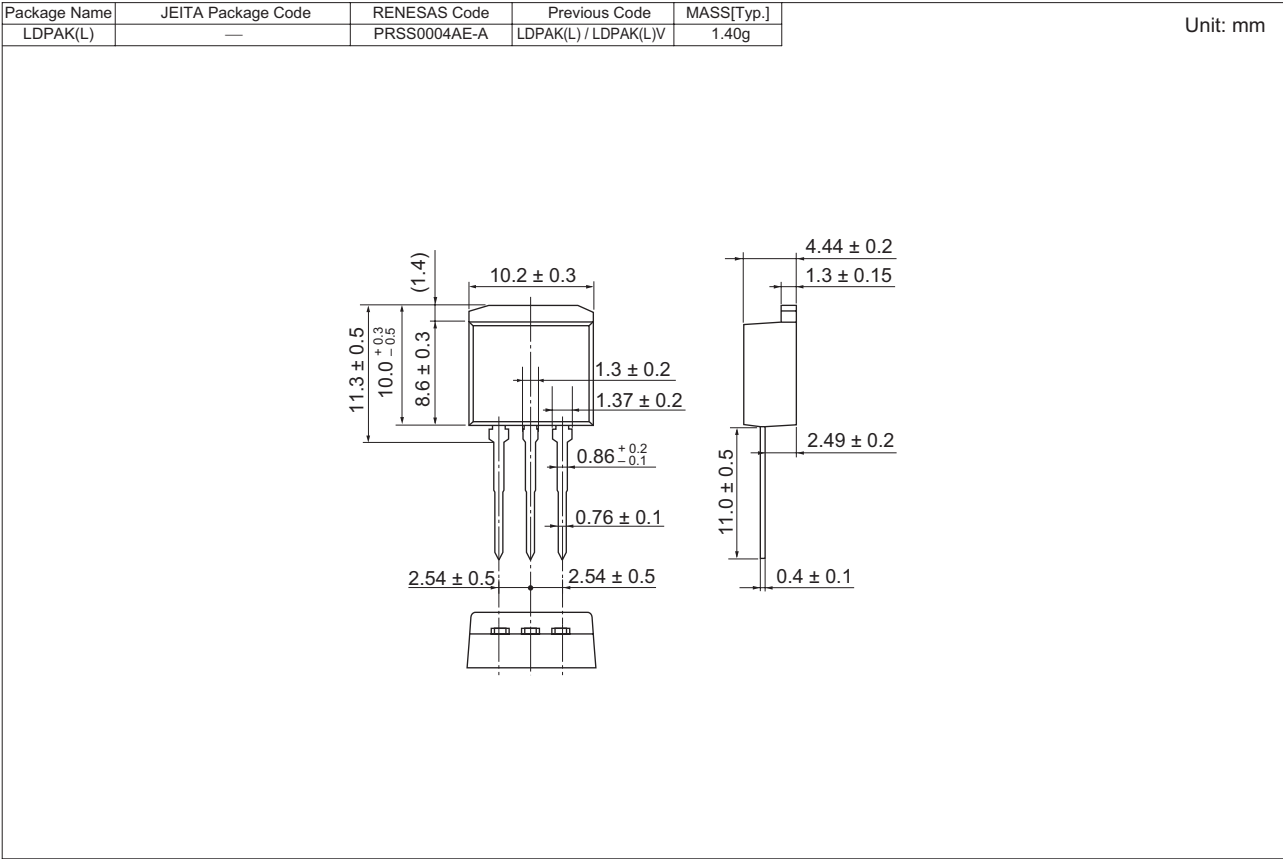 Package Name JEITA Package Code RENESAS Code Previous Code MASS[Typ.]
LDPAK(L) — PRSS0004AE-A LDPAK(L) / LDPAK(L)V 1.40g
Unit: mm
(1.4)
10.2 ± 0.3
11.3 ± 0.5
10.0 + 0.3 – 0.5
8.6 ± 0.3
1.3 ± 0.2
1.37 ± 0.2
0.86 + 0.2 – 0.1
0.76 ± 0.1
2.54 ± 0.5 2.54 ± 0.5
4.44 ± 0.2
1.3 ± 0.15
2.49 ± 0.2
11.0 ± 0.5
0.4 ± 0.1